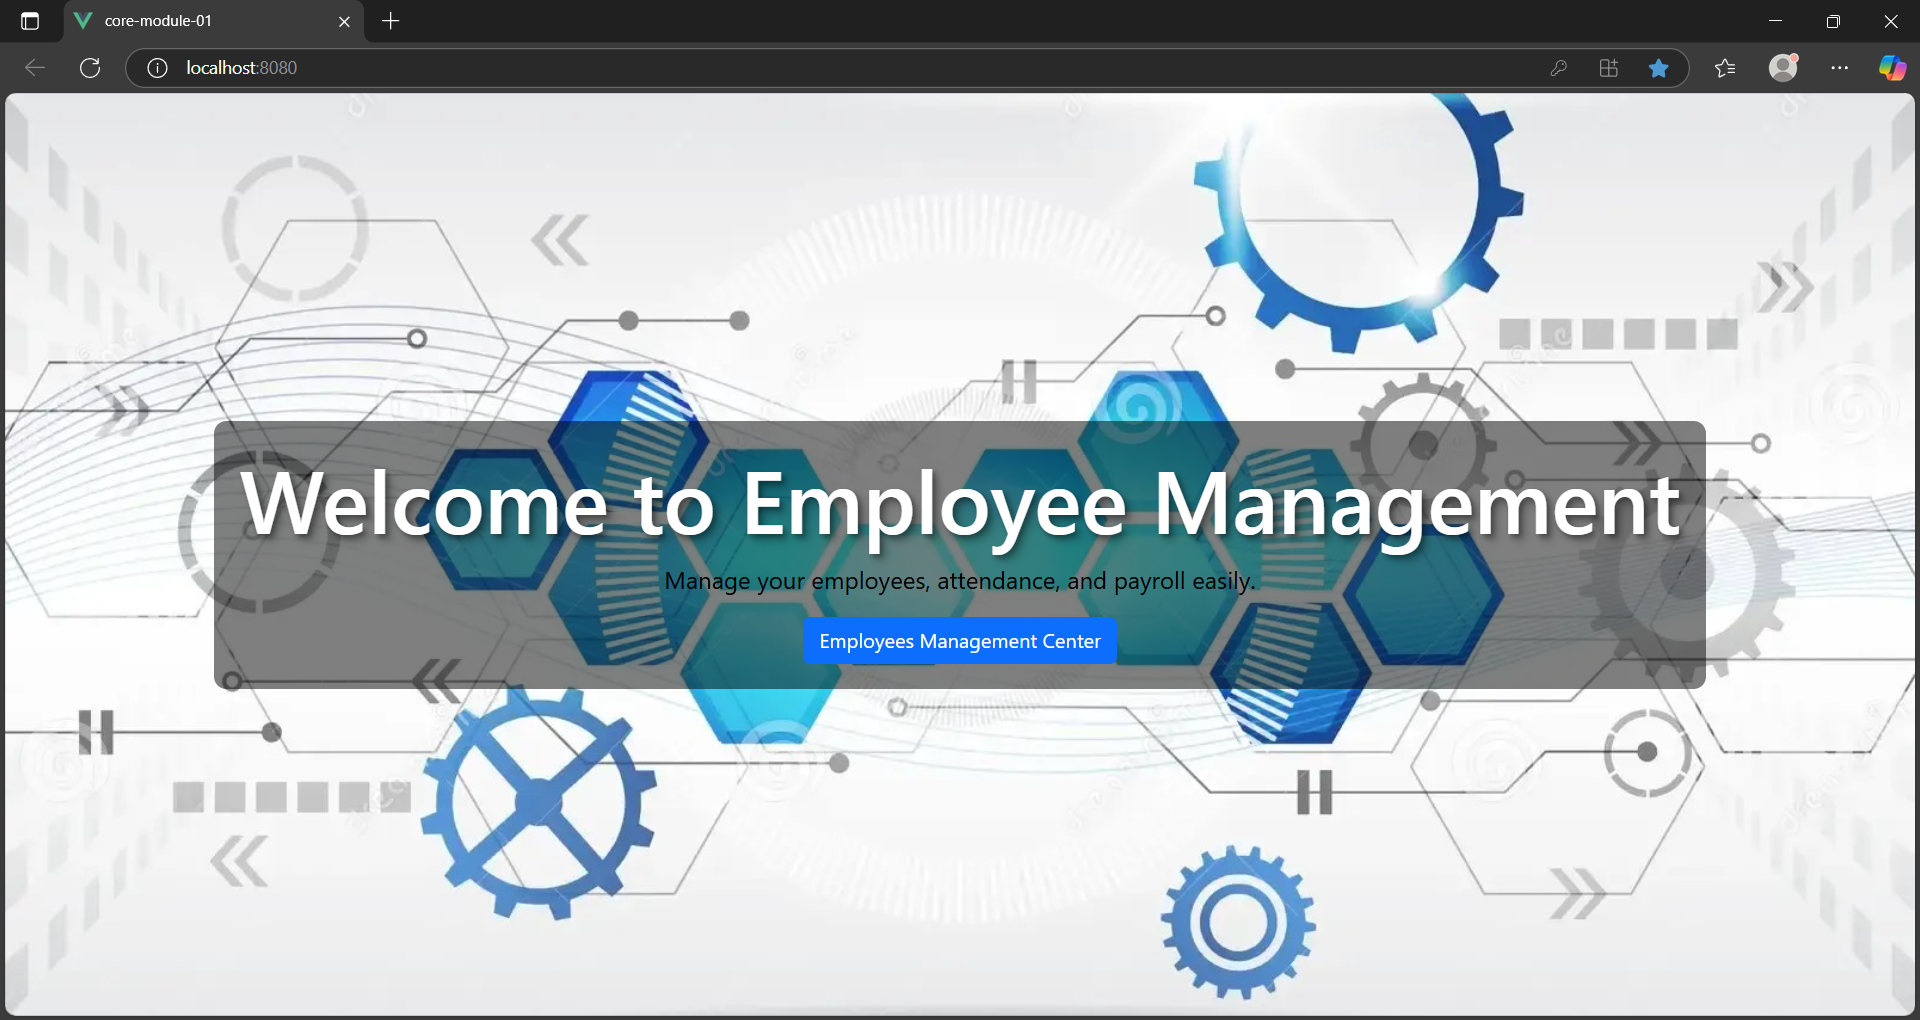 core-module-01
localhost:8080
Welcome to Employee Management
Manage your employees, attendance, and payroll easily.
Employees Management Center